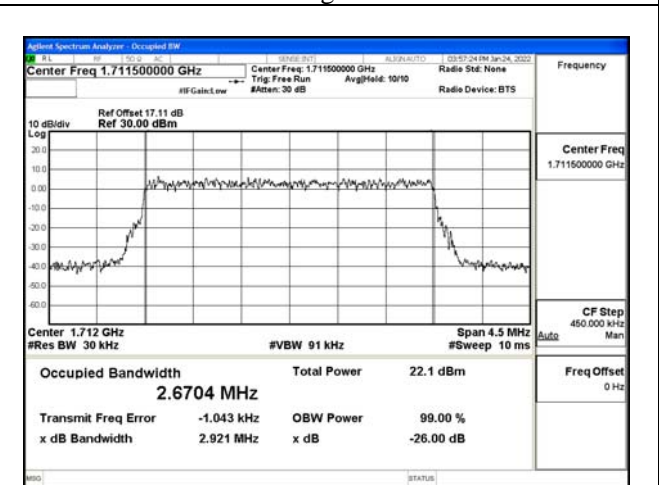 Agilent Spectrum Analyzer - Occupied BW
RL RF 50 Ω AC SENSE:INT ALIGN AUTO 03:57:24 PM Jan 24, 2022
Center Freq 1.711500000 GHz
Center Freq: 1.711500000 GHz
Radio Std: None
Frequency
Trig: Free Run Avg|Hold: 10/10
#IFGain:Low #Atten: 30 dB Radio Device: BTS
Ref Offset 17.11 dB
10 dB/div Ref 30.00 dBm
Log
20.0
10.0
0.00
-10.0
-20.0
-30.0
-40.0
-50.0
-60.0
Center Freq
1.711500000 GHz
Center 1.712 GHz Span 4.5 MHz
#Res BW 30 kHz #VBW 91 kHz #Sweep 10 ms
CF Step
450.000 kHz
Auto Man
Occupied Bandwidth Total Power 22.1 dBm
2.6704 MHz
Transmit Freq Error -1.043 kHz OBW Power 99.00 %
x dB Bandwidth 2.921 MHz x dB -26.00 dB
Freq Offset
0 Hz
MSG STATUS